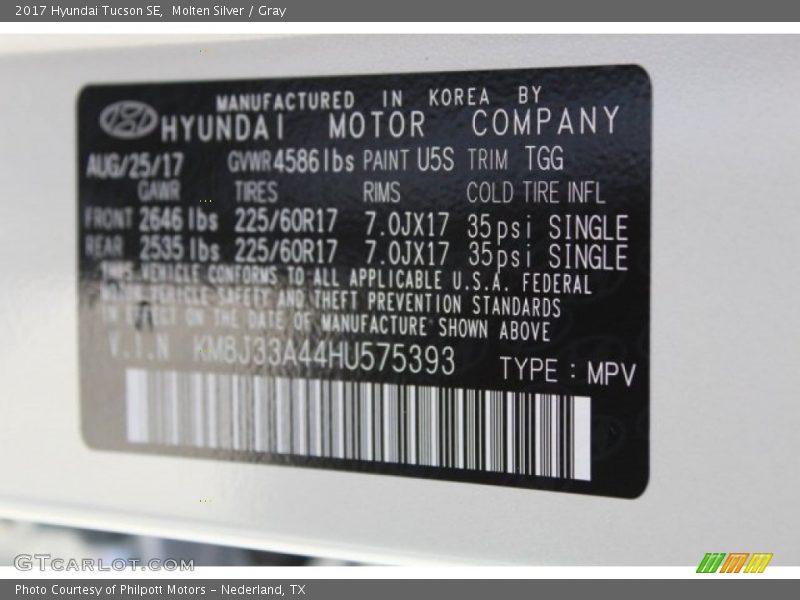 2017 Hyundai Tucson SE,  Molten Silver / Gray
MANUFACTURED IN KOREA BY
HYUNDAI MOTOR COMPANY
AUG/25/17 GVWR 4586 lbs PAINT U5S TRIM TGG
GAWR TIRES RIMS COLD TIRE INFL
FRONT 2646 lbs 225/60R17 7.0JX17 35psi SINGLE
REAR 2535 lbs 225/60R17 7.0JX17 35psi SINGLE
THIS VEHICLE CONFORMS TO ALL APPLICABLE U.S.A. FEDERAL
MOTOR VEHICLE SAFETY AND THEFT PREVENTION STANDARDS
IN EFFECT ON THE DATE OF MANUFACTURE SHOWN ABOVE
V.I.N KM8J33A44HU575393 TYPE : MPV
GTCARLOT.COM
Photo Courtesy of Philpott Motors - Nederland, TX